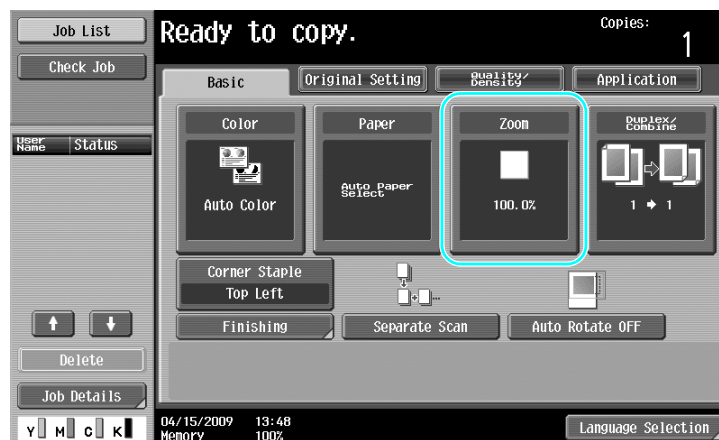 Job List
Check Job
User Name
Status
Delete
Job Details
Y M C K
Ready to copy.
Copies:
1
Basic
Original Setting
Quality/
Density
Application
Color
Auto Color
Paper
Auto Paper
Select
Zoom
100.0%
Duplex/
Combine
1 → 1
Corner Staple
Top Left
Finishing
Separate Scan
Auto Rotate OFF
04/15/2009 13:48
Memory 100%
Language Selection